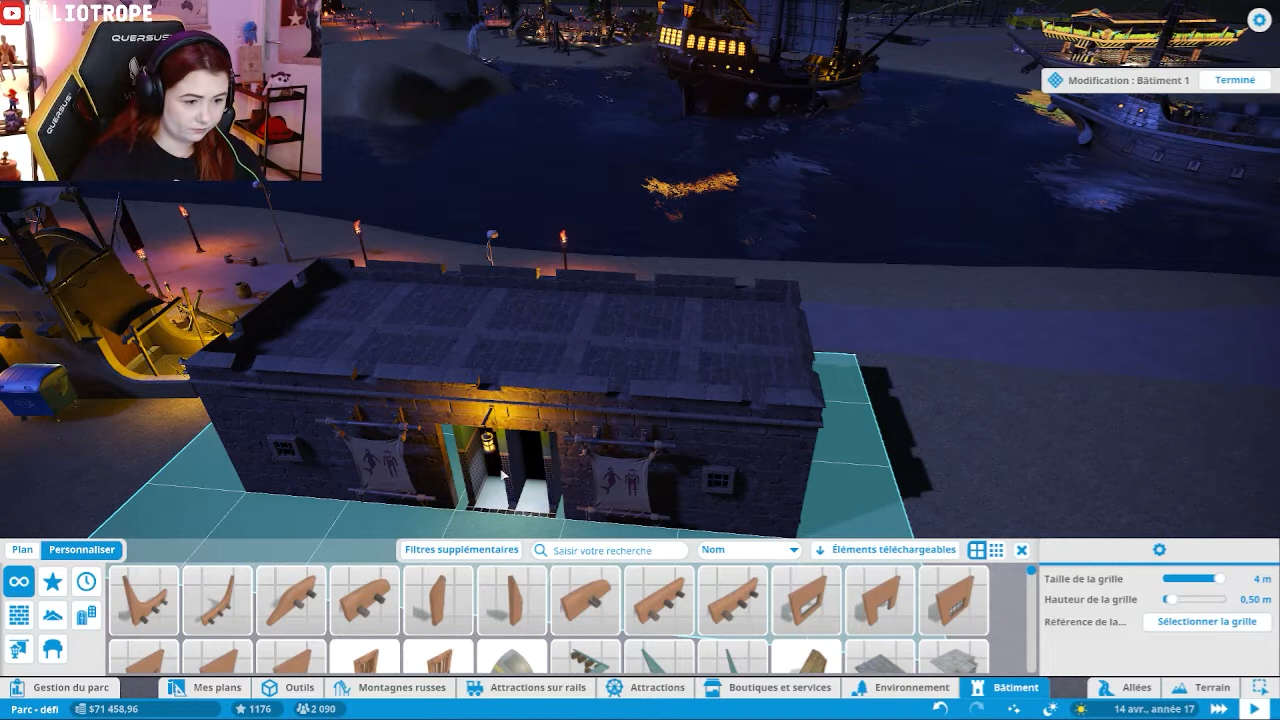 HÉLIOTROPE
QUERSUS
QUERSUS
Modification : Bâtiment 1
Terminé
Plan
Personnaliser
Filtres supplémentaires
Saisir votre recherche
Nom
Éléments téléchargeables
Taille de la grille
4 m
Hauteur de la grille
0,50 m
Référence de la...
Sélectionner la grille
Gestion du parc
Mes plans
Outils
Montagnes russes
Attractions sur rails
Attractions
Boutiques et services
Environnement
Bâtiment
Allées
Terrain
Parc - défi
$71 458,96
1176
2 090
14 avr., année 17